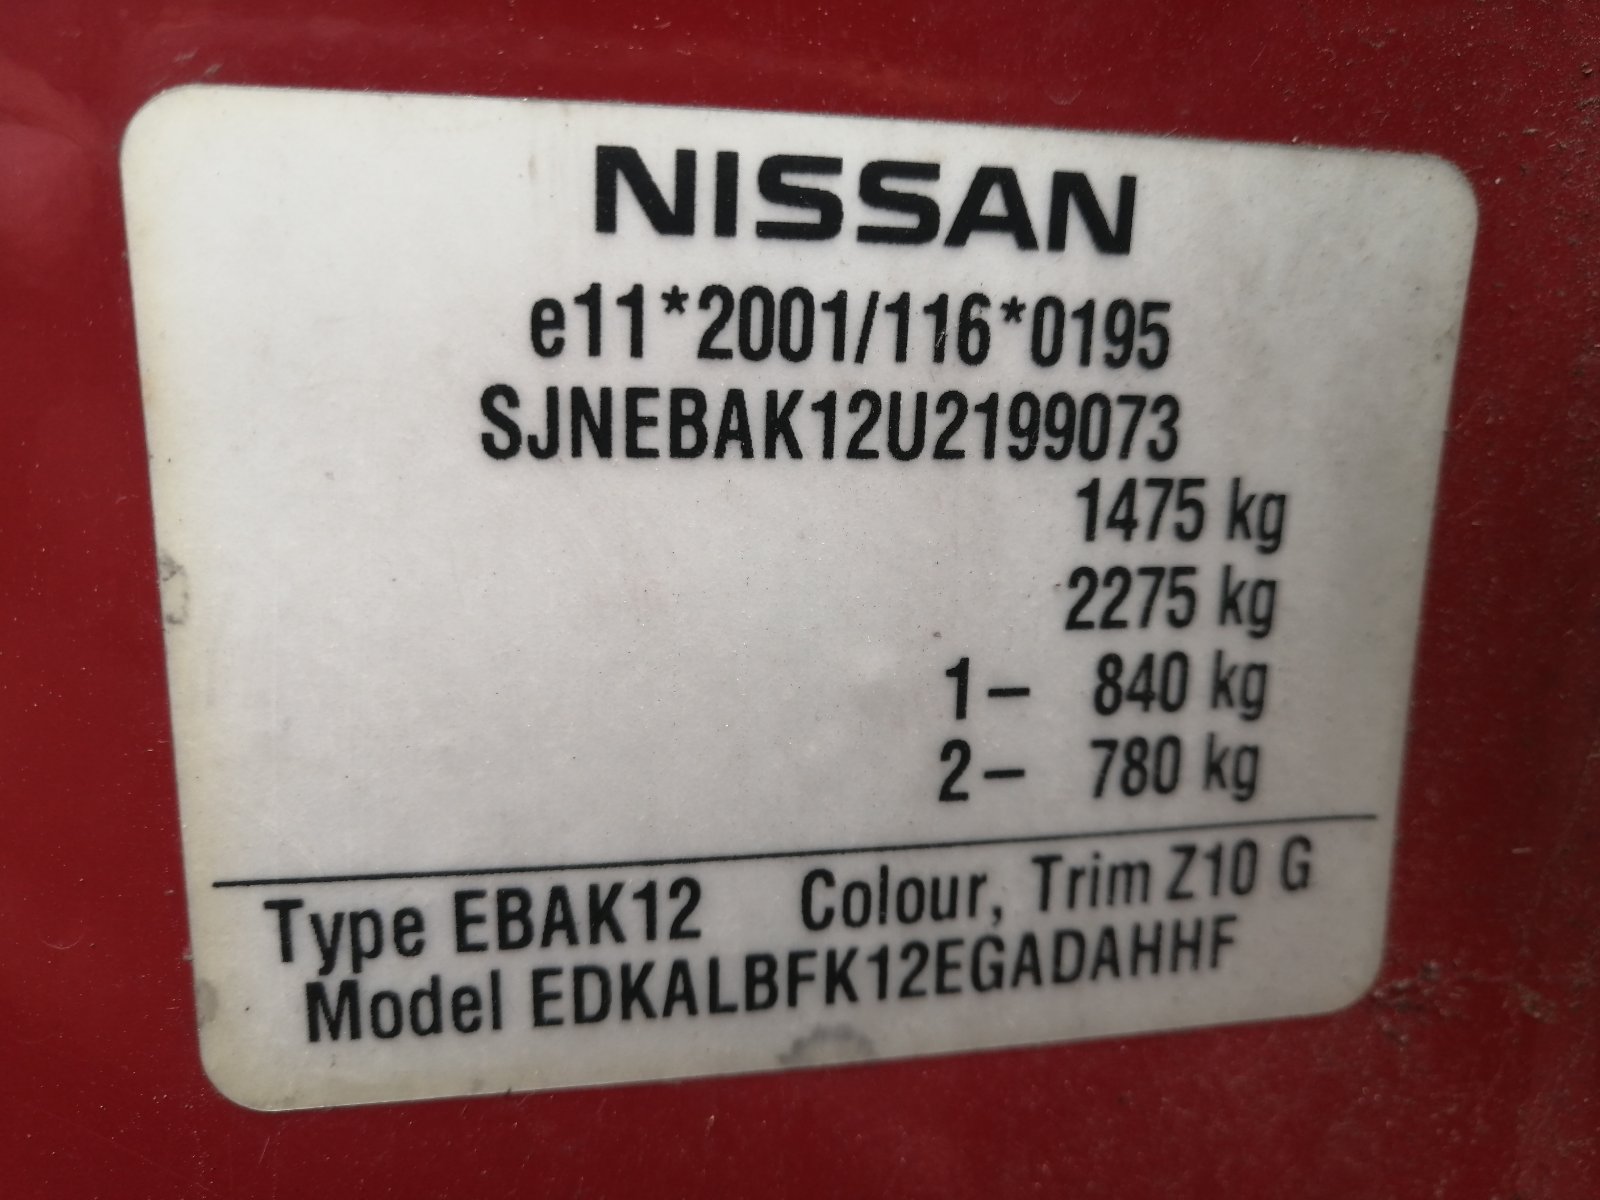 NISSAN
e11*2001/116*0195
SJNEBAK12U2199073
1475 kg
2275 kg
1– 840 kg
2– 780 kg
Type EBAK12 Colour, Trim Z10 G
Model EDKALBFK12EGADAHHF